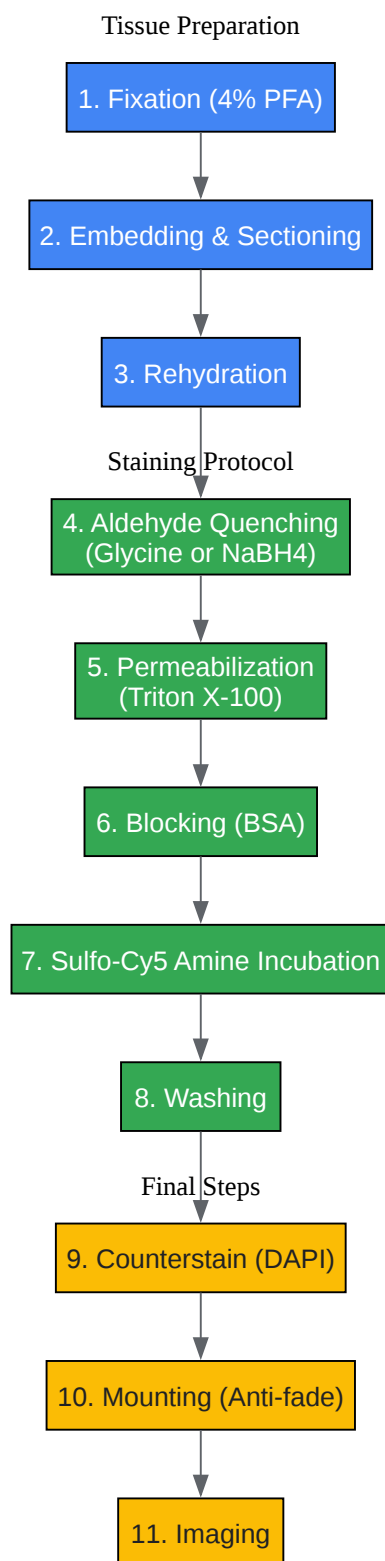 Tissue Preparation
1. Fixation (4% PFA)
2. Embedding & Sectioning
3. Rehydration
Staining Protocol
4. Aldehyde Quenching
(Glycine or NaBH4)
5. Permeabilization
(Triton X-100)
6. Blocking (BSA)
7. Sulfo-Cy5 Amine Incubation
8. Washing
Final Steps
9. Counterstain (DAPI)
10. Mounting (Anti-fade)
11. Imaging